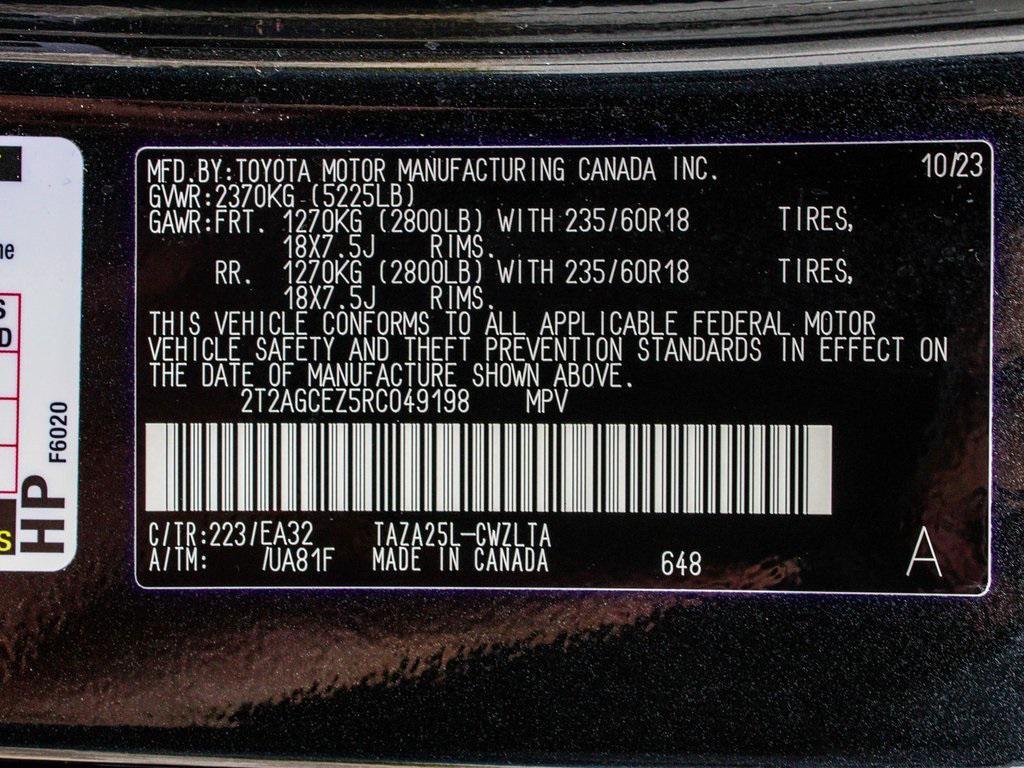 MFD.BY:TOYOTA MOTOR MANUFACTURING CANADA INC. 10/23
GVWR:2370KG (5225LB)
GAWR:FRT. 1270KG (2800LB) WITH 235/60R18 TIRES,
18X7.5J RIMS.
RR. 1270KG (2800LB) WITH 235/60R18 TIRES,
18X7.5J RIMS.
THIS VEHICLE CONFORMS TO ALL APPLICABLE FEDERAL MOTOR
VEHICLE SAFETY AND THEFT PREVENTION STANDARDS IN EFFECT ON
THE DATE OF MANUFACTURE SHOWN ABOVE.
2T2AGCEZ5RC049198 MPV
C/TR:223/EA32 TAZA25L-CWZLTA
A/TM: /UA81F MADE IN CANADA 648 A
HP F6020